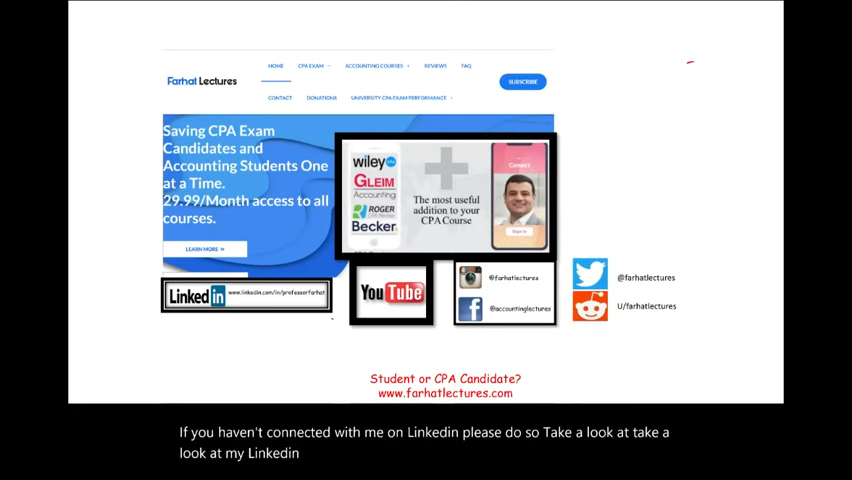 HOME
CPA EXAM
ACCOUNTING COURSES
REVIEWS
FAQ
Farhat Lectures
SUBSCRIBE
CONTACT
DONATIONS
UNIVERSITY CPA EXAM PERFORMANCE
Saving CPA Exam
Candidates and
Accounting Students One
at a Time.
29.99/Month access to all
courses.
LEARN MORE »
wiley
GLEIM
Accounting
ROGER
Becker
The most useful
addition to your
CPA Course
Connect
Sign in
Linked in
www.linkedin.com/in/professorfarhat
YouTube
@farhatlectures
@accountinglectures
@farhatlectures
U/farhatlectures
Student or CPA Candidate?
www.farhatlectures.com
If you haven't connected with me on Linkedin please do so Take a look at take a
look at my Linkedin